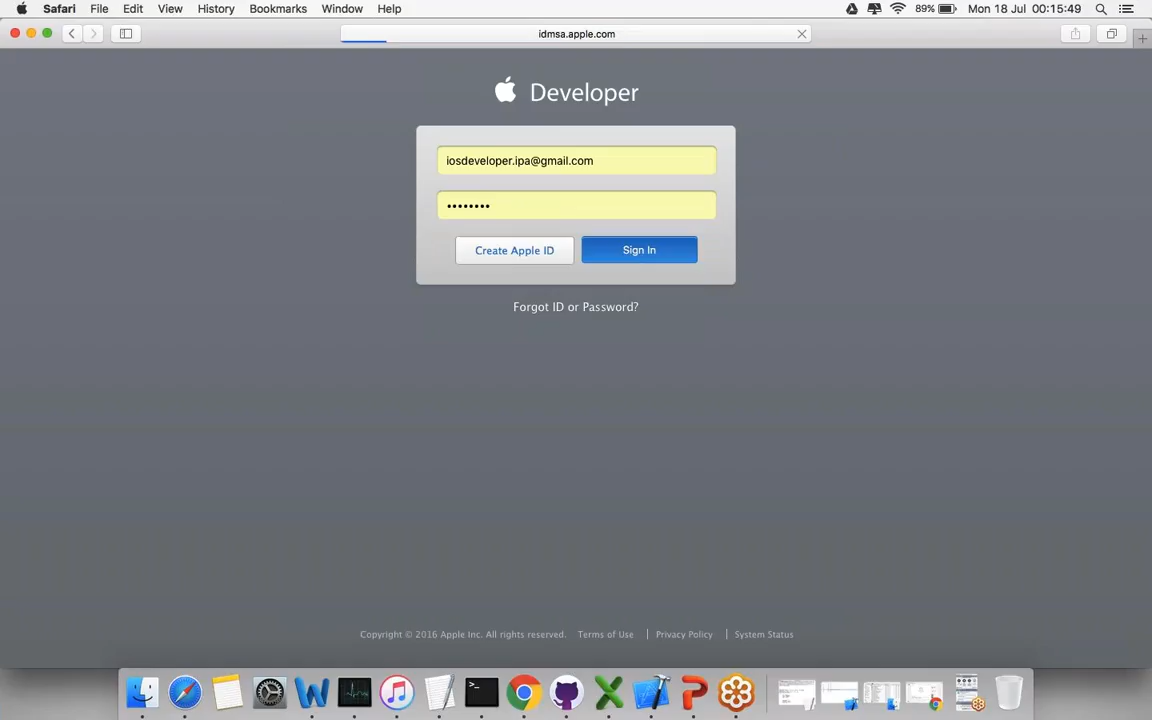 Safari File Edit View History Bookmarks Window Help 89% Mon 18 Jul 00:15:49
idmsa.apple.com
Developer
iosdeveloper.ipa@gmail.com
••••••••
Create Apple ID Sign In
Forgot ID or Password?
Copyright © 2016 Apple Inc. All rights reserved. Terms of Use | Privacy Policy | System Status